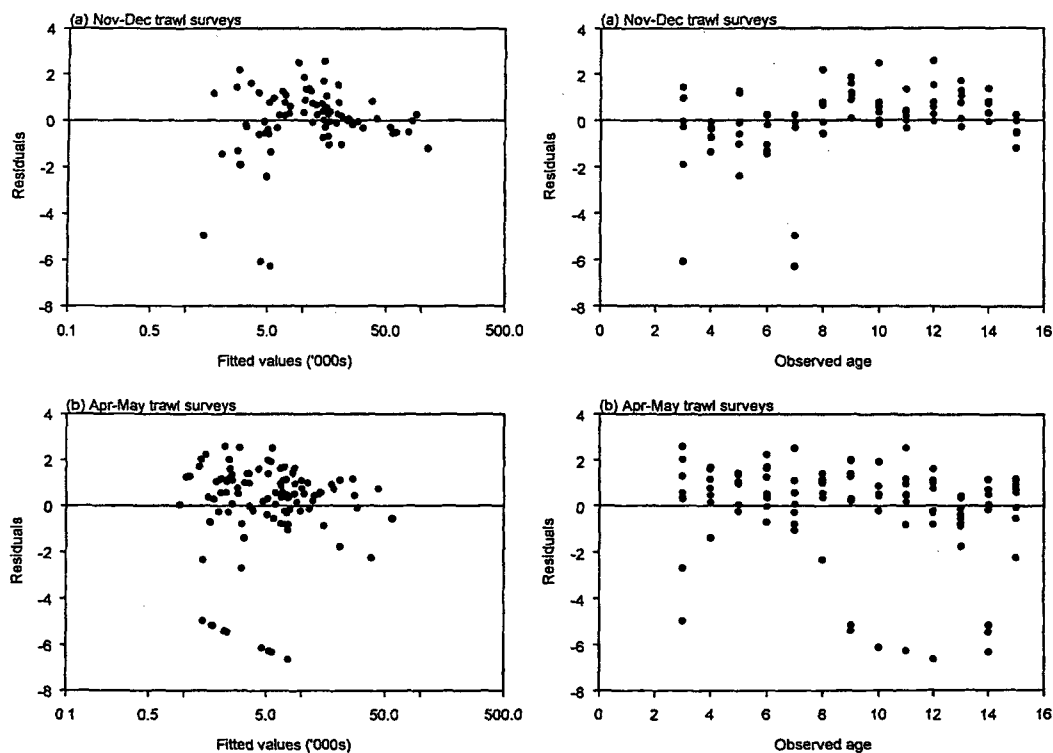 (a) Nov-Dec trawl surveys
4
2
0
-2
-4
-6
-8
Residuals
0.1 0.5 5.0 50.0 500.0
Fitted values ('000s)
(a) Nov-Dec trawl surveys
4
2
0
-2
-4
-6
-8
Residuals
0 2 4 6 8 10 12 14 16
Observed age
(b) Apr-May trawl surveys
4
2
0
-2
-4
-6
-8
Residuals
0.1 0.5 5.0 50.0 500.0
Fitted values ('000s)
(b) Apr-May trawl surveys
4
2
0
-2
-4
-6
-8
Residuals
0 2 4 6 8 10 12 14 16
Observed age